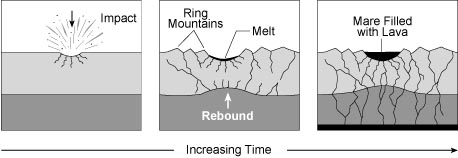 Impact
Ring
Mountains
Melt
Rebound
Mare Filled
with Lava
Increasing Time